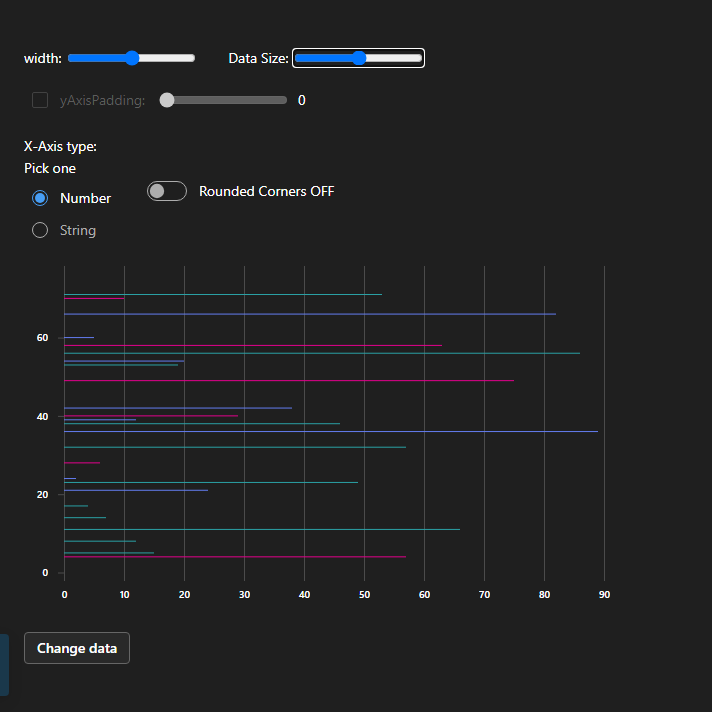 width: Data Size:
yAxisPadding: 0
X-Axis type:
Pick one
Number
Rounded Corners OFF
String
60
40
20
0
0 10 20 30 40 50 60 70 80 90
Change data